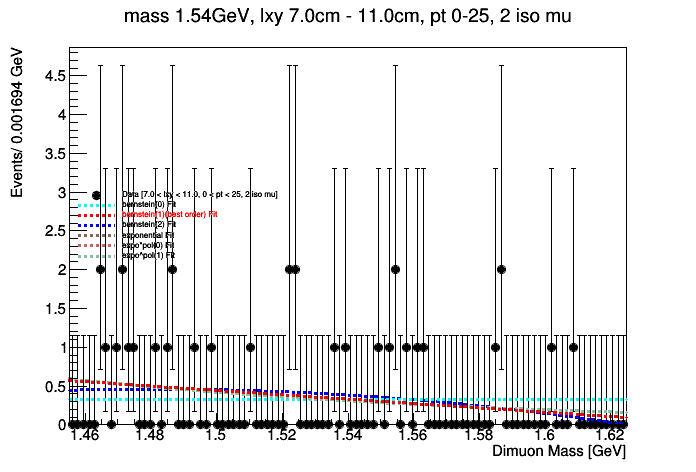 mass 1.54GeV, lxy 7.0cm - 11.0cm, pt 0-25, 2 iso mu
Events/ 0.001694 GeV
4.5
4
3.5
3
2.5
2
1.5
1
0.5
0
Data [7.0 < lxy < 11.0, 0 < pt < 25, 2 iso mu]
bernstein[0] Fit
bernstein[1](best order) Fit
bernstein[2] Fit
exponential Fit
expo*pol(0) Fit
expo*pol(1) Fit
1.46 1.48 1.5 1.52 1.54 1.56 1.58 1.6 1.62
Dimuon Mass [GeV]